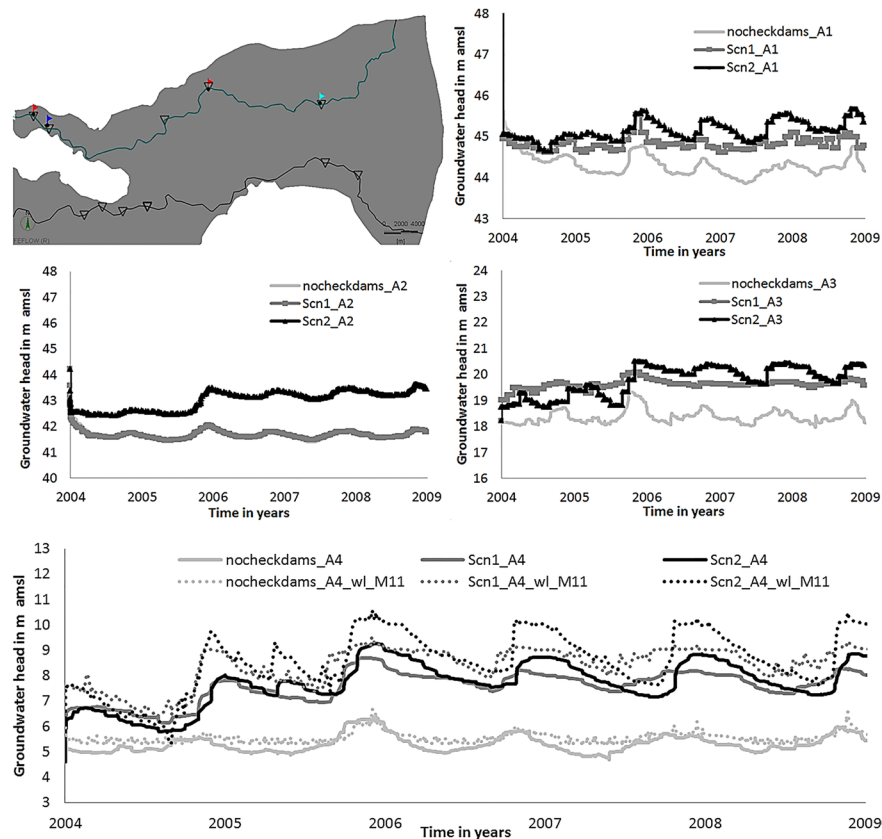 N
FEFLOW (R)
0 2000 4000
[m]
Groundwater head in m amsl
46
48
46
45
44
43
nocheckdams_A1
Scn1_A1
Scn2_A1
2004 2005 2006 2007 2008 2009
Time in years
Groundwater head in m amsl
48
47
46
45
44
43
42
41
40
nocheckdams_A2
Scn1_A2
Scn2_A2
2004 2005 2006 2007 2008 2009
Time in years
Groundwater head in m amsl
24
23
22
21
20
19
18
17
16
nocheckdams_A3
Scn1_A3
Scn2_A3
2004 2005 2006 2007 2008 2009
Time in years
Groundwater head in m amsl
13
12
11
10
9
8
7
6
5
4
3
nocheckdams_A4 Scn1_A4 Scn2_A4
nocheckdams_A4_wl_M11 Scn1_A4_wl_M11 Scn2_A4_wl_M11
2004 2005 2006 2007 2008 2009
Time in years